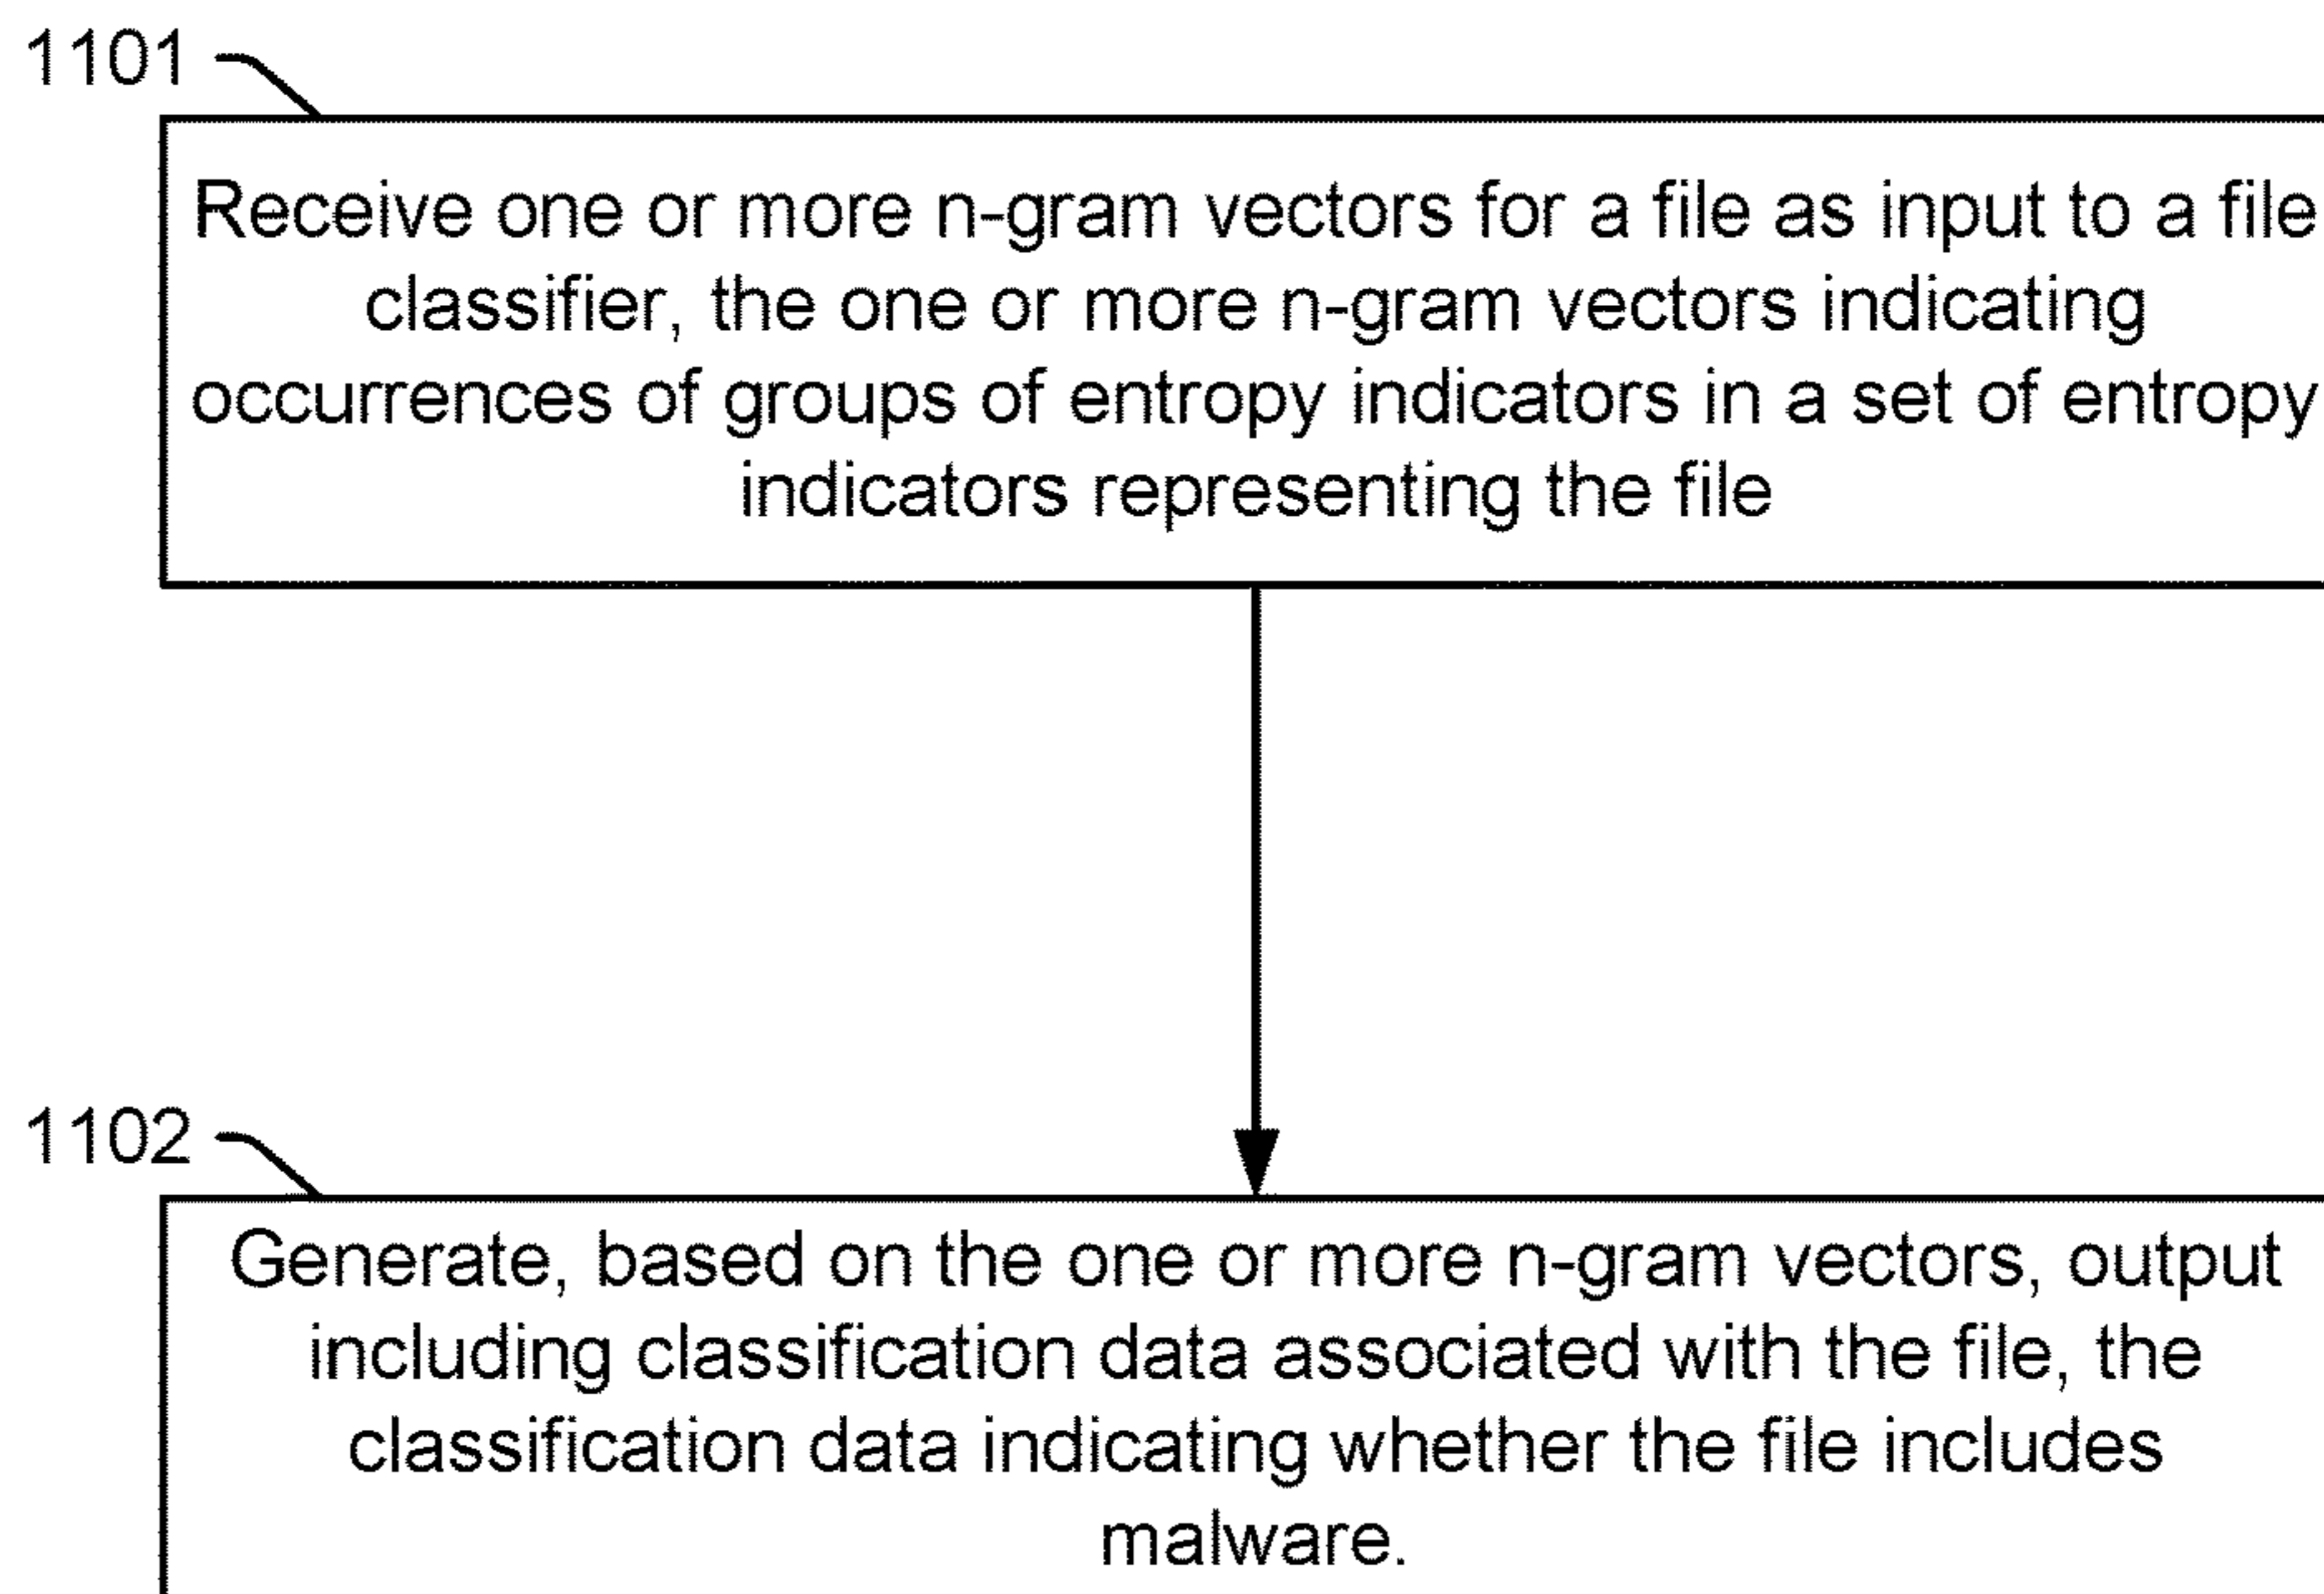 1101
Receive one or more n-gram vectors for a file as input to a file
classifier, the one or more n-gram vectors indicating
occurrences of groups of entropy indicators in a set of entropy
indicators representing the file
1102
Generate, based on the one or more n-gram vectors, output
including classification data associated with the file, the
classification data indicating whether the file includes
malware.